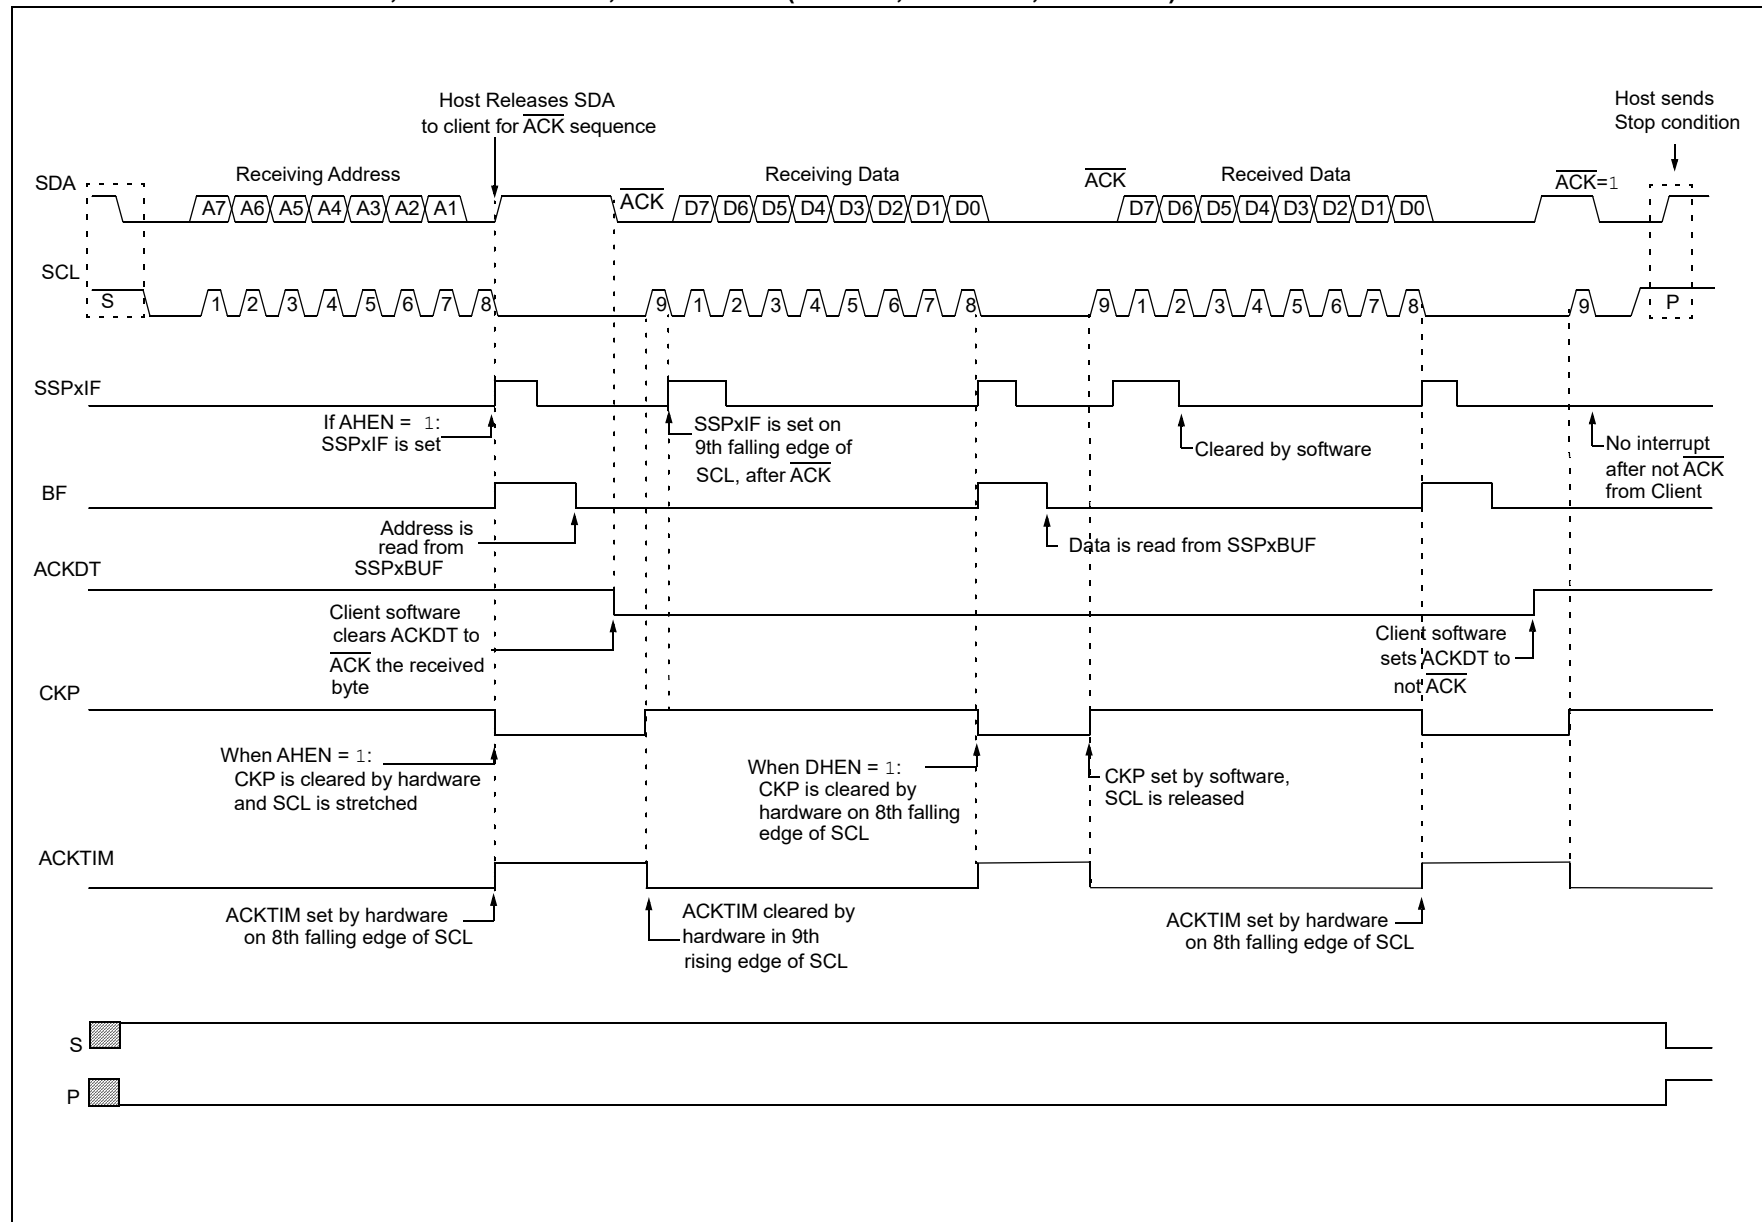 Host Releases SDA
to client for ACK sequence
Host sends
Stop condition
SDA
Receiving Address
ACK
Receiving Data
ACK
Received Data
ACK=1
A7 A6 A5 A4 A3 A2 A1
D7 D6 D5 D4 D3 D2 D1 D0
D7 D6 D5 D4 D3 D2 D1 D0
SCL
S
1 2 3 4 5 6 7 8
9 1 2 3 4 5 6 7 8
9 1 2 3 4 5 6 7 8
9
P
SSPxIF
If AHEN = 1:
SSPxIF is set
SSPxIF is set on
9th falling edge of
SCL, after ACK
Cleared by software
No interrupt
after not ACK
from Client
BF
Address is
read from
SSPxBUF
Data is read from SSPxBUF
ACKDT
Client software
clears ACKDT to
ACK the received
byte
Client software
sets ACKDT to
not ACK
CKP
When AHEN = 1:
CKP is cleared by hardware
and SCL is stretched
When DHEN = 1:
CKP is cleared by
hardware on 8th falling
edge of SCL
CKP set by software,
SCL is released
ACKTIM
ACKTIM set by hardware
on 8th falling edge of SCL
ACKTIM cleared by
hardware in 9th
rising edge of SCL
ACKTIM set by hardware
on 8th falling edge of SCL
S
P